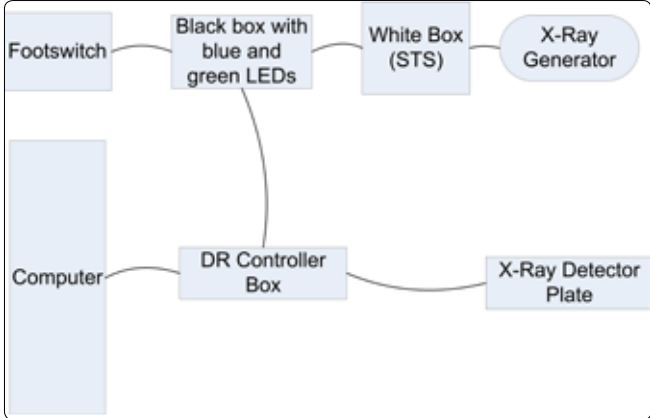 Footswitch
Black box with
blue and
green LEDs
White Box
(STS)
X-Ray
Generator
Computer
DR Controller
Box
X-Ray Detector
Plate